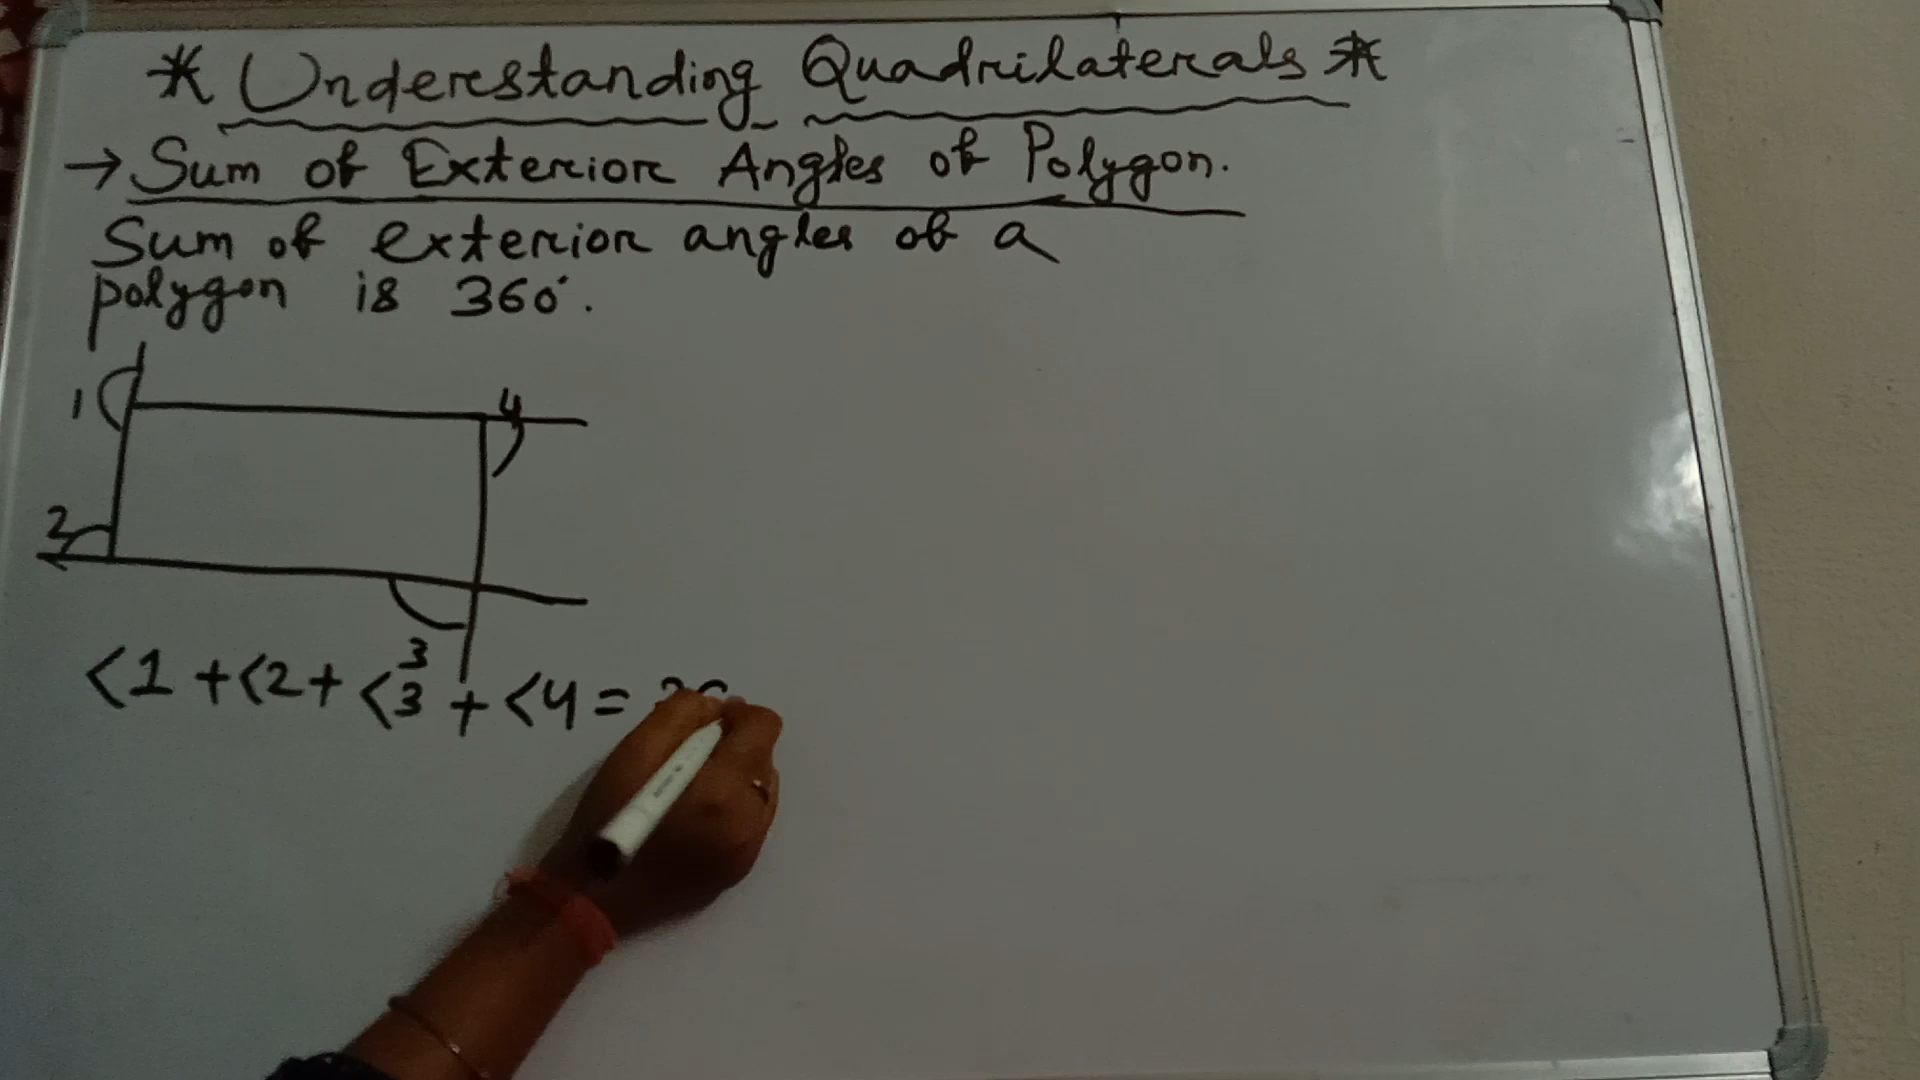 * Understanding Quadrilaterals *
→ Sum of Exterior Angles of Polygon.
Sum of exterior angles of a
polygon is 360°.
1
4
2
3
<1 + <2 + <3 + <4 =